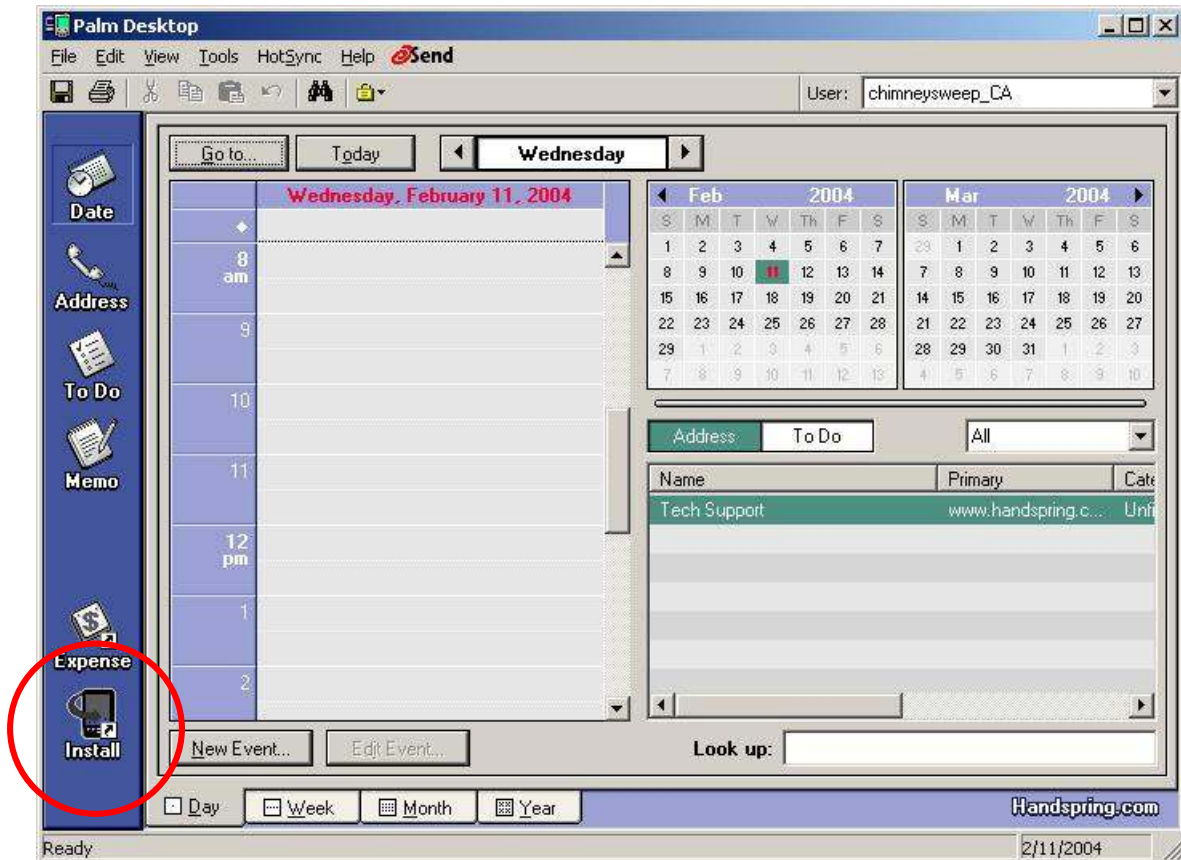 Palm Desktop
File Edit View Tools HotSync Help Send
User: chimneysweep_CA
Date
Address
To Do
Memo
Expense
Install
Go to... Today Wednesday
Wednesday, February 11, 2004
8 am
9
10
11
12 pm
1
2
New Event... Edit Event...
Feb 2004
S M T W Th F S
1 2 3 4 5 6 7
8 9 10 11 12 13 14
15 16 17 18 19 20 21
22 23 24 25 26 27 28
29 1 2 3 4 5 6
7 8 9 10 11 12 13
Mar 2004
S M T W Th F S
29 1 2 3 4 5 6
7 8 9 10 11 12 13
14 15 16 17 18 19 20
21 22 23 24 25 26 27
28 29 30 31 1 2 3
4 5 6 7 8 9 10
Address To Do All
Name Primary Cate
Tech Support www.handspring.c... Unfi
Look up:
Day Week Month Year
Handspring.com
Ready 2/11/2004